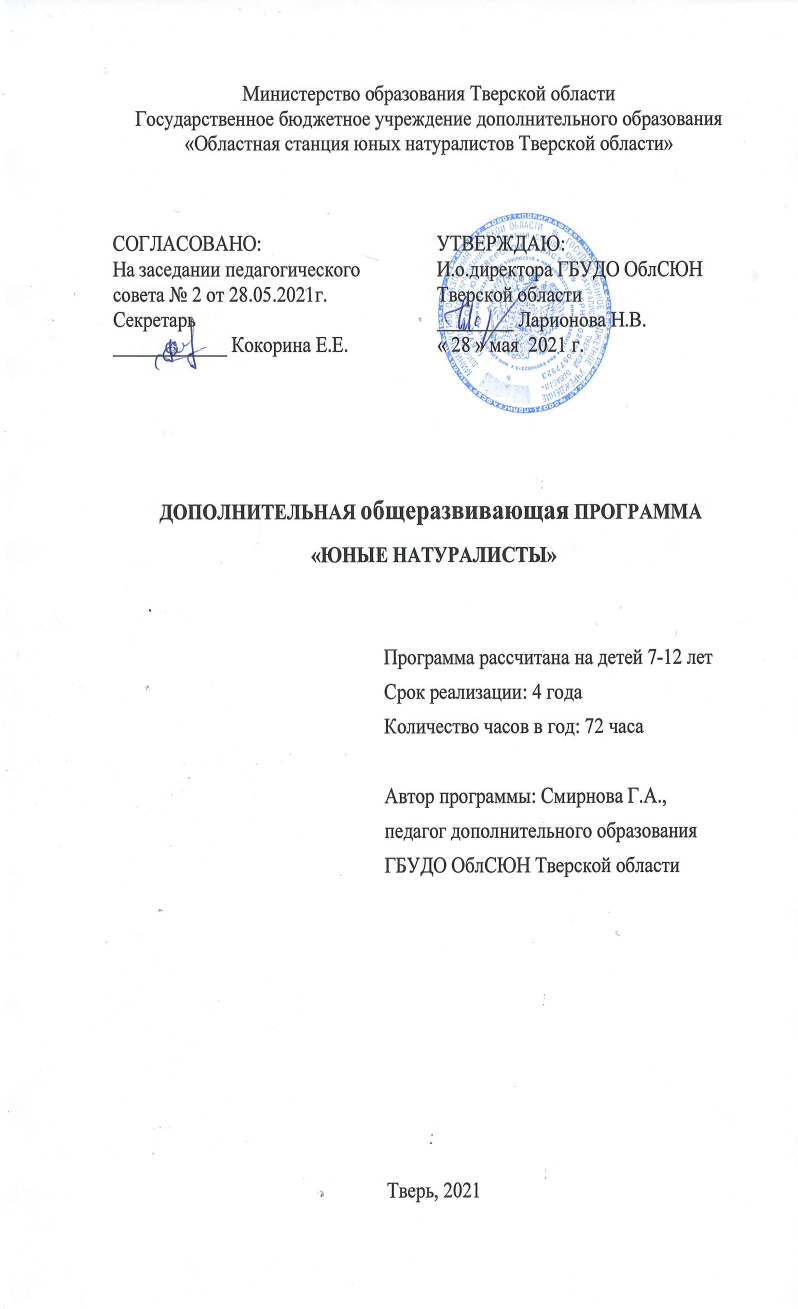 Министерство образования Тверской области
Государственное бюджетное учреждение дополнительного образования
«Областная станция юных натуралистов Тверской области»
СОГЛАСОВАНО:
На заседании педагогического
совета № 2 от 28.05.2021г.
Секретарь
____________ Кокорина Е.Е.
УТВЕРЖДАЮ:
И.о.директора ГБУДО ОблСЮН
Тверской области
________ Ларионова Н.В.
« 28 » мая 2021 г.
ДОПОЛНИТЕЛЬНАЯ общеразвивающая ПРОГРАММА
«ЮНЫЕ НАТУРАЛИСТЫ»
Программа рассчитана на детей 7-12 лет
Срок реализации: 4 года
Количество часов в год: 72 часа
Автор программы: Смирнова Г.А.,
педагог дополнительного образования
ГБУДО ОблСЮН Тверской области
Тверь, 2021